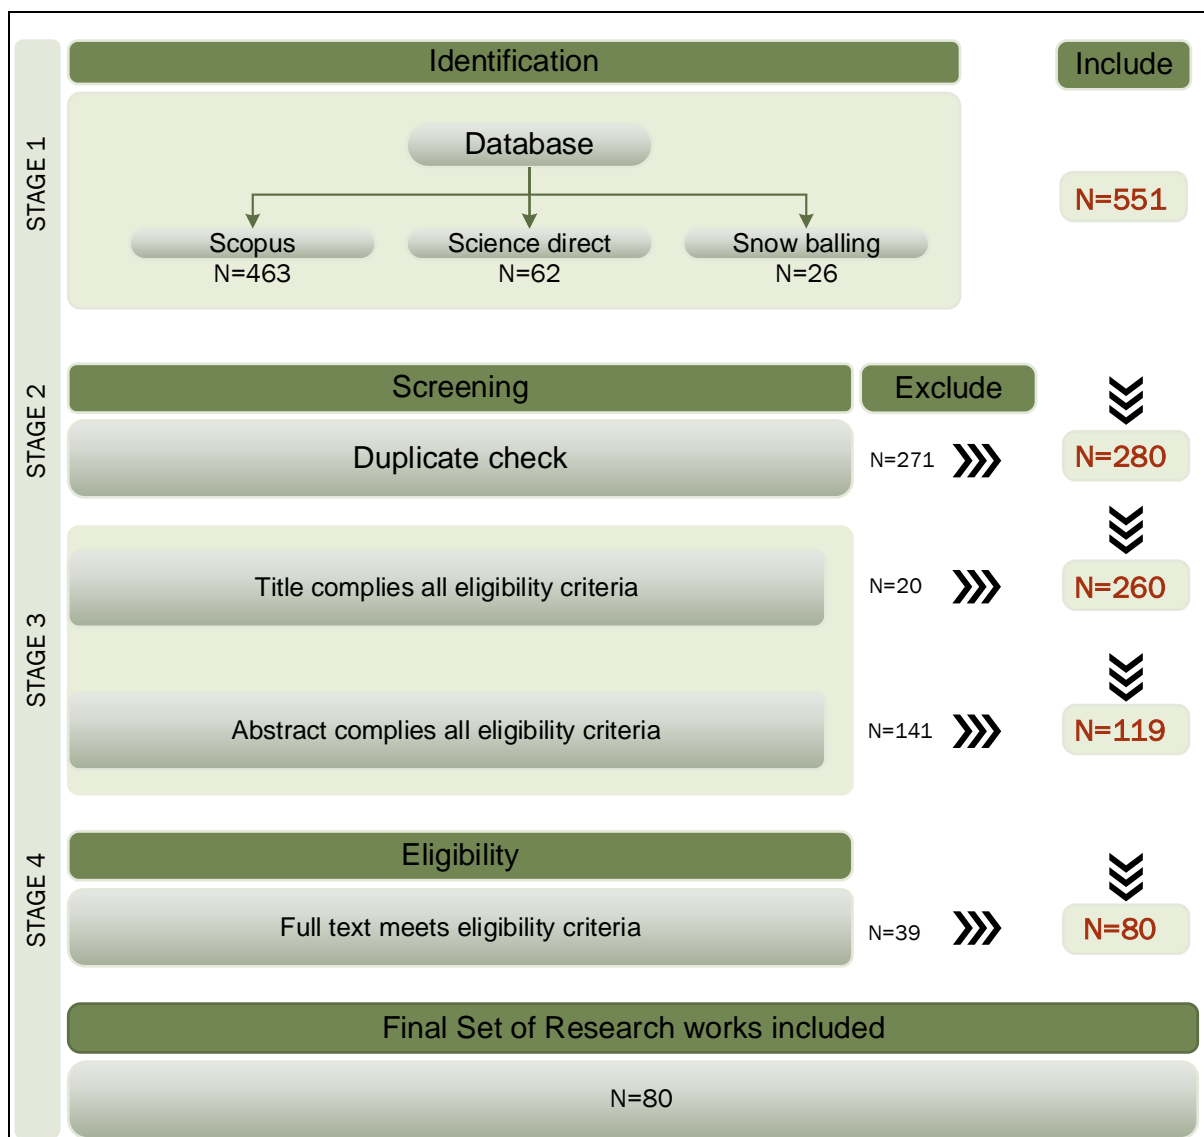 Identification
Include
STAGE 1
Database
Scopus
Science direct
Snow balling
N=463
N=62
N=26
N=551
STAGE 2
Screening
Exclude
Duplicate check
N=271
N=280
STAGE 3
Title complies all eligibility criteria
N=20
N=260
Abstract complies all eligibility criteria
N=141
N=119
STAGE 4
Eligibility
Full text meets eligibility criteria
N=39
N=80
Final Set of Research works included
N=80